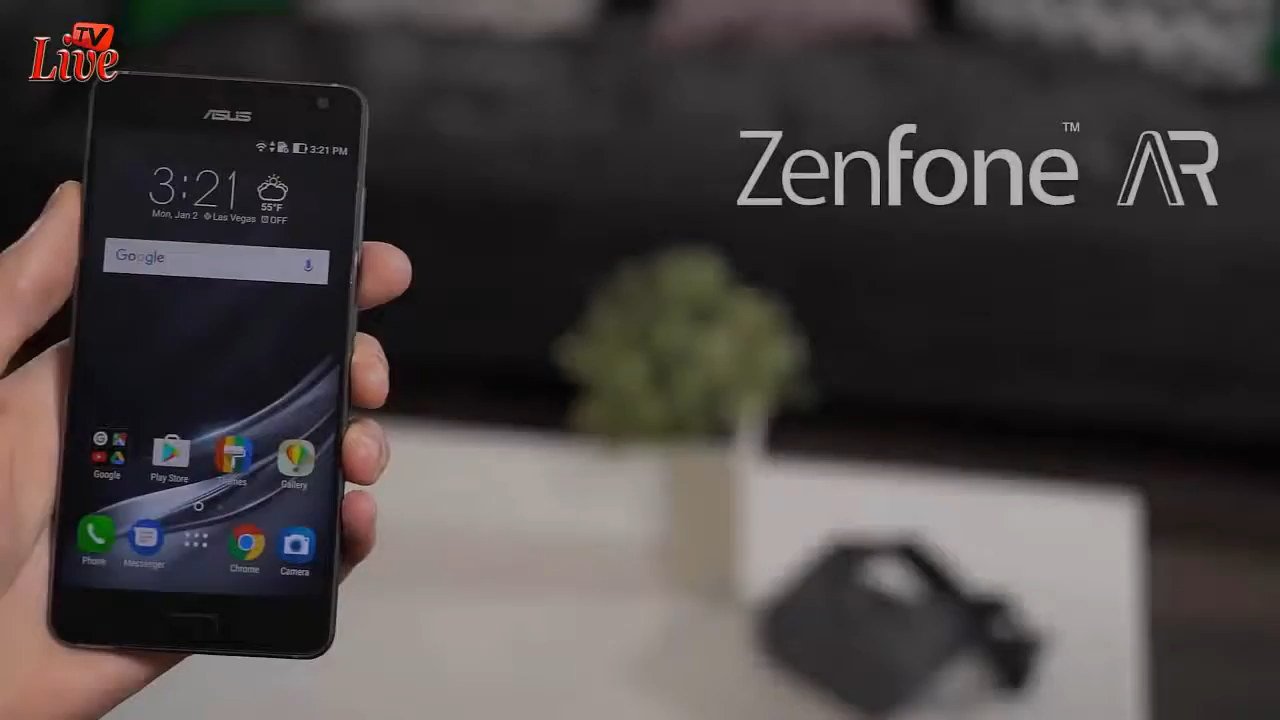 TV
Live
ASUS
Zenfone™ AR
3:21 PM
3:21
55°F
Mon, Jan 2 Las Vegas OFF
Google
Google Play Store Themes Gallery
Phone Messenger Chrome Camera